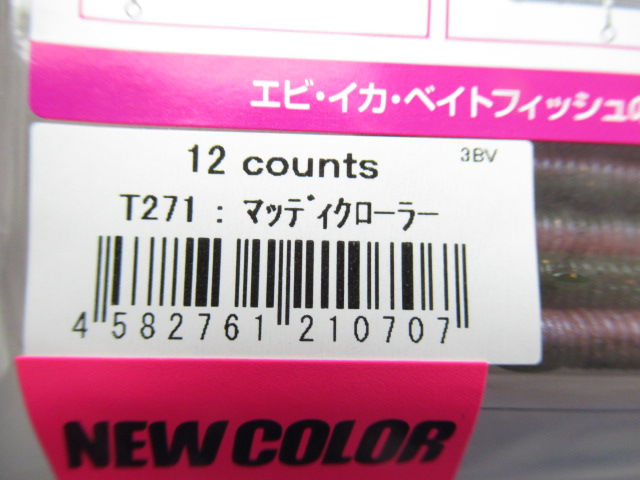 エビ・イカ・ベイトフィッシュの
12 counts
3BV
T271 : マッディクローラー
4 582761 210707
NEW COLOR